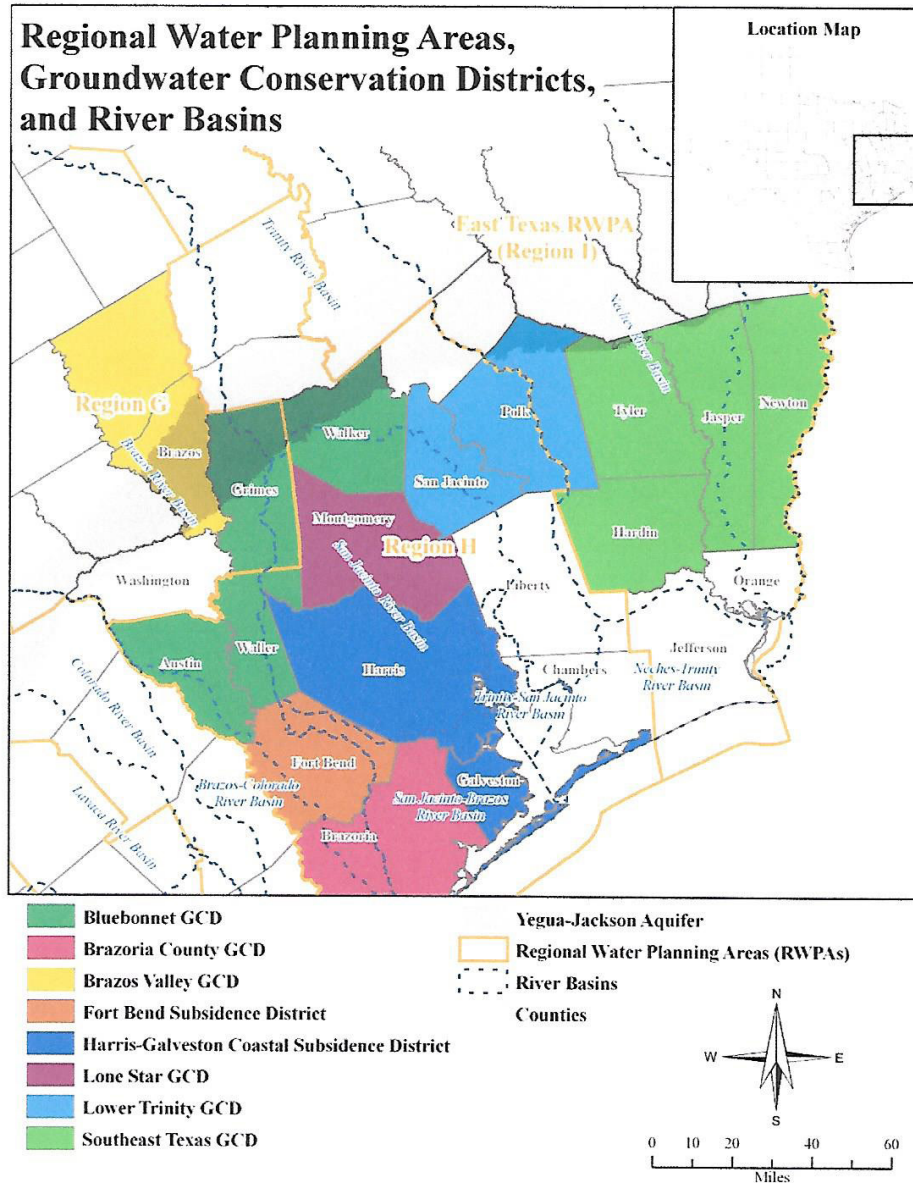 Regional Water Planning Areas,
Groundwater Conservation Districts,
and River Basins
Location Map
Trinity River Basin
East Texas RWPA
(Region I)
Neches River Basin
Region G
Brazos
Brazos River Basin
Grimes
Walker
Polk
San Jacinto
Tyler
Jasper
Newton
Montgomery
Region H
San Jacinto River Basin
Hardin
Washington
Liberty
Orange
Austin
Waller
Harris
Chambers
Jefferson
Neches-Trinity
River Basin
Trinity-San Jacinto
River Basin
Colorado River Basin
Fort Bend
Galveston
Brazos-Colorado
River Basin
San Jacinto-Brazos
River Basin
Lavaca River Basin
Brazoria
Bluebonnet GCD
Brazoria County GCD
Brazos Valley GCD
Fort Bend Subsidence District
Harris-Galveston Coastal Subsidence District
Lone Star GCD
Lower Trinity GCD
Southeast Texas GCD
Yegua-Jackson Aquifer
Regional Water Planning Areas (RWPAs)
River Basins
Counties
N
W E
S
0 10 20 40 60
Miles